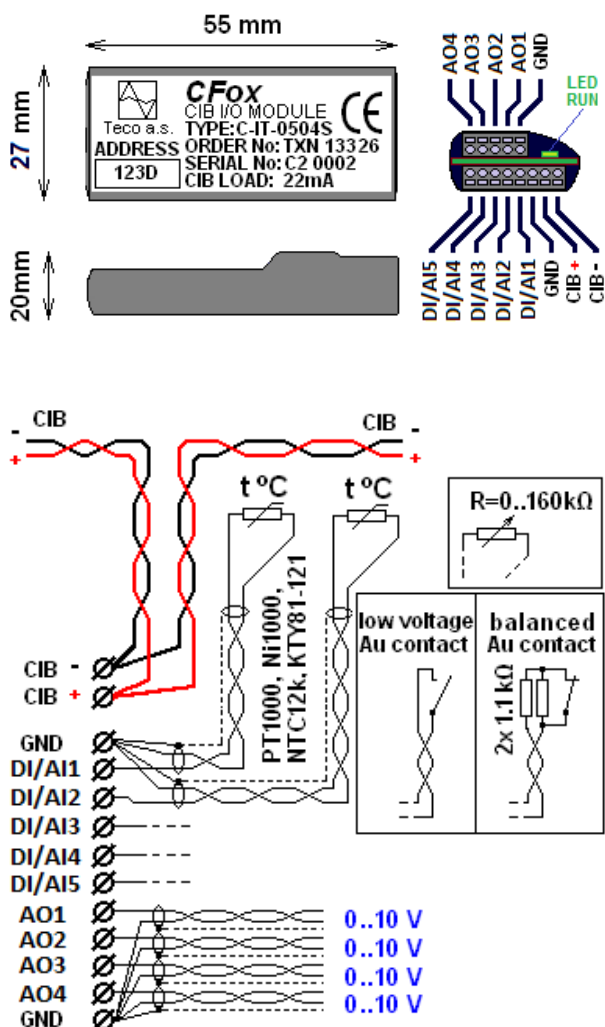 55 mm
27 mm
20mm
Teco a.s.
CFox
CIB I/O MODULE
CE
TYPE:C-IT-0504S
ADDRESS
ORDER No:TXN 13326
123D
SERIAL No: C2 0002
CIB LOAD: 22mA
AO4
AO3
AO2
AO1
GND
LED
RUN
DI/AI5
DI/AI4
DI/AI3
DI/AI2
DI/AI1
GND
CIB+
CIB-
- CIB
+
CIB -
+
t ºC
t ºC
PT1000, Ni1000,
NTC12k, KTY81-121
R=0..160kΩ
low voltage
Au contact
balanced
Au contact
2x 1.1 kΩ
CIB -
CIB +
GND
DI/AI1
DI/AI2
DI/AI3
DI/AI4
DI/AI5
AO1
AO2
AO3
AO4
GND
0..10 V
0..10 V
0..10 V
0..10 V